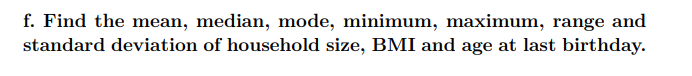 f. Find the mean, median, mode, minimum, maximum, range and
standard deviation of household size, BMI and age at last birthday.